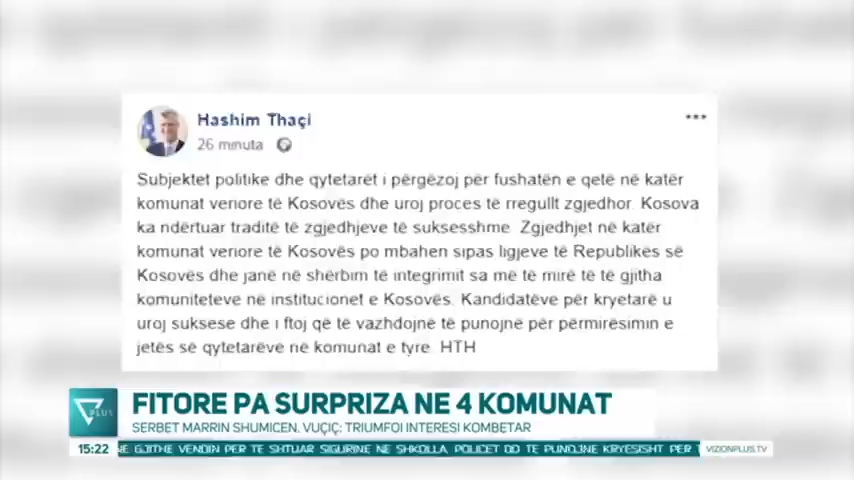 Hashim Thaçi
26 minuta
Subjektet politike dhe qytetarët i përgëzoj për fushatën e qetë në katër
komunat veriore të Kosovës dhe uroj proces të rregullt zgjedhor. Kosova
ka ndërtuar traditë të zgjedhjeve të suksesshme. Zgjedhjet në katër
komunat veriore të Kosovës po mbahen sipas ligjeve të Republikës së
Kosovës dhe janë në shërbim të integrimit sa më të mirë të të gjitha
komuniteteve në institucionet e Kosovës. Kandidatëve për kryetarë u
uroj suksese dhe i ftoj që të vazhdojnë të punojnë për përmirësimin e
jetës së qytetarëve në komunat e tyre HTH
PLUS
FITORE PA SURPRIZA NE 4 KOMUNAT
SERBET MARRIN SHUMICEN, VUÇIÇ: TRIUMFOI INTERESI KOMBETAR
15:22 NE GJITHE VENDIN PER TE SHTUAR SIGURINE NE SHKOLLA, POLICET DO TE PUNOJNE KRYESISHT PER VIZIONPLUS.TV